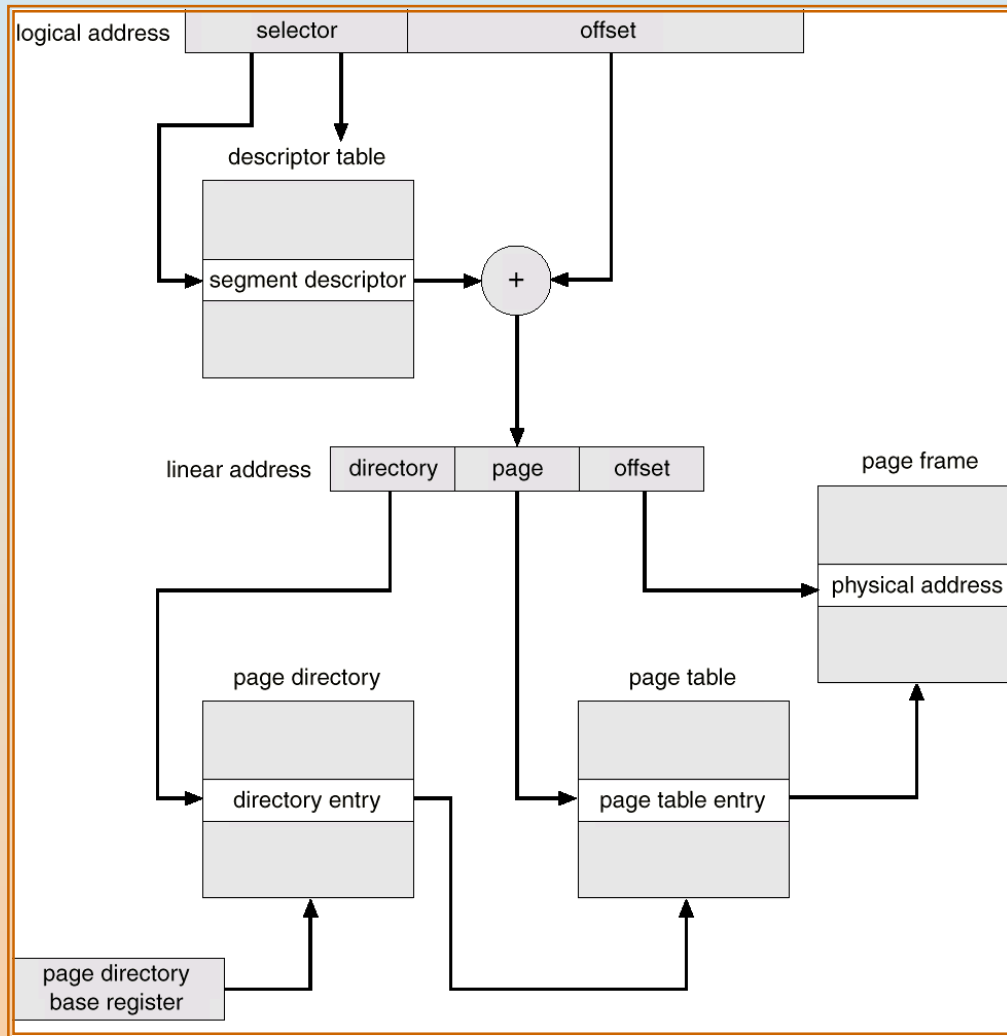 logical address
selector
offset
descriptor table
segment descriptor
+
linear address
directory
page
offset
page frame
physical address
page directory
page table
directory entry
page table entry
page directory
base register